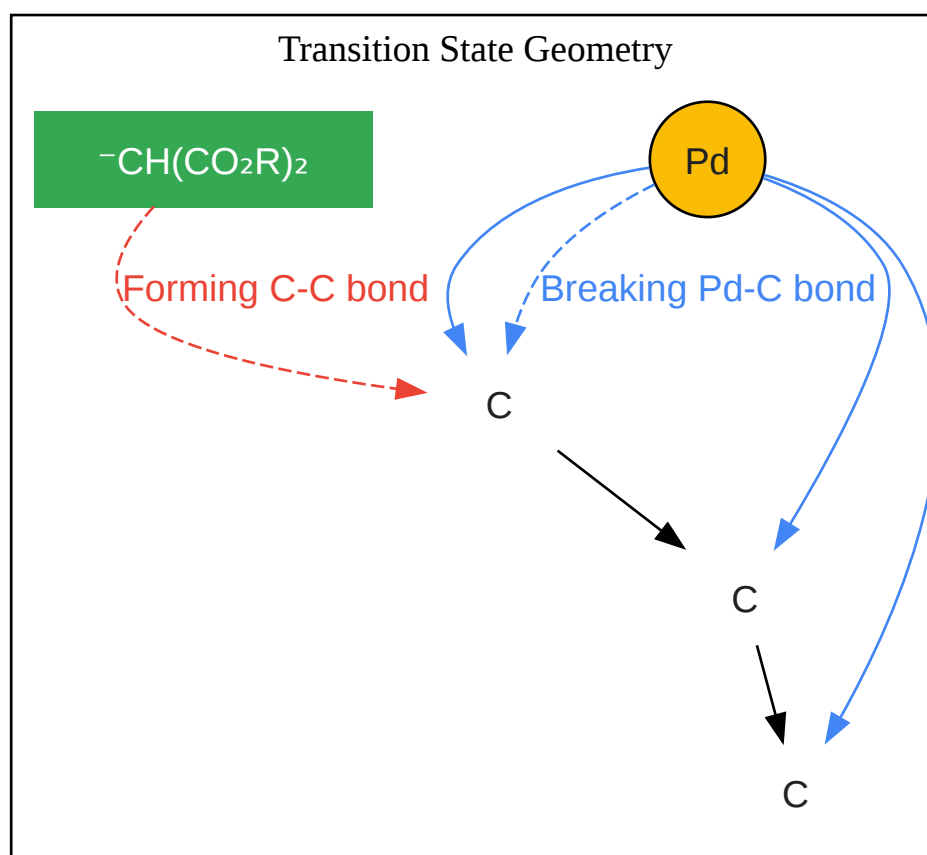 Transition State Geometry
⁻CH(CO₂R)₂
Pd
Forming C-C bond
Breaking Pd-C bond
C
C
C